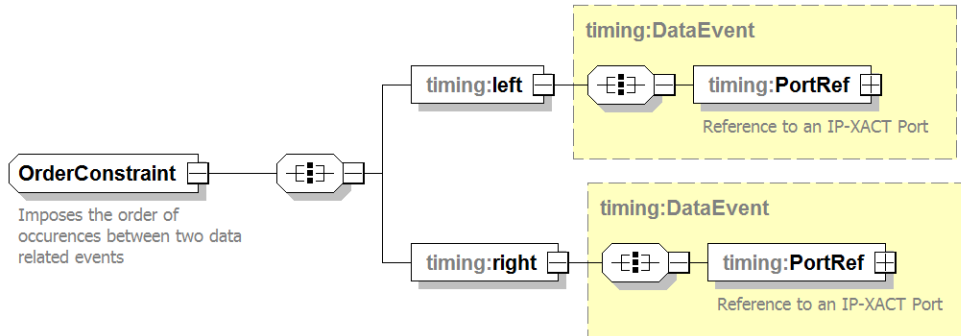 timing:DataEvent
timing:left
timing:PortRef
Reference to an IP-XACT Port
OrderConstraint
Imposes the order of
occurences between two data
related events
timing:DataEvent
timing:right
timing:PortRef
Reference to an IP-XACT Port